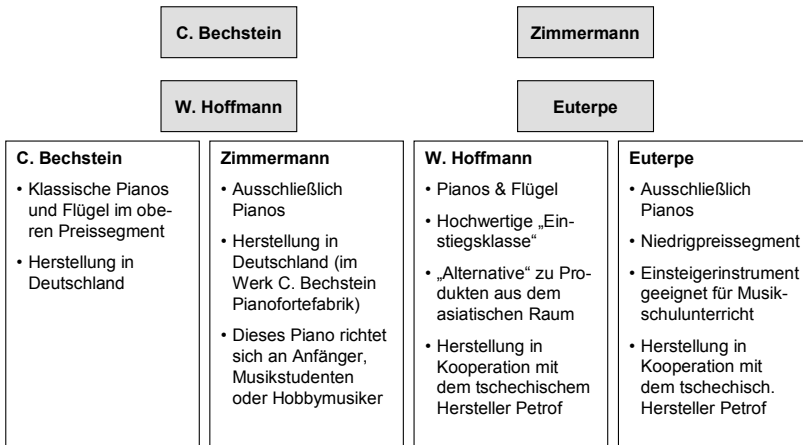 C. Bechstein
Zimmermann
W. Hoffmann
Euterpe
C. Bechstein
• Klassische Pianos
und Flügel im obe-
ren Preissegment
• Herstellung in
Deutschland
Zimmermann
• Ausschließlich
Pianos
• Herstellung in
Deutschland (im
Werk C. Bechstein
Pianofortefabrik)
• Dieses Piano richtet
sich an Anfänger,
Musikstudenten
oder Hobbymusiker
W. Hoffmann
• Pianos & Flügel
• Hochwertige „Ein-
stiegsklasse“
• „Alternative“ zu Pro-
dukten aus dem
asiatischen Raum
• Herstellung in
Kooperation mit
dem tschechischem
Hersteller Petrof
Euterpe
• Ausschließlich
Pianos
• Niedrigpreissegment
• Einsteigerinstrument
geeignet für Musik-
schulunterricht
• Herstellung in
Kooperation mit
dem tschechisch.
Hersteller Petrof